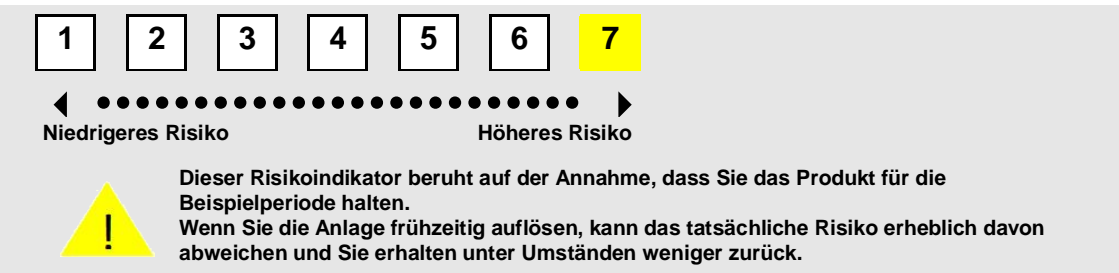 1 2 3 4 5 6 7
Niedrigeres Risiko Höheres Risiko
Dieser Risikoindikator beruht auf der Annahme, dass Sie das Produkt für die
Beispielperiode halten.
Wenn Sie die Anlage frühzeitig auflösen, kann das tatsächliche Risiko erheblich davon
abweichen und Sie erhalten unter Umständen weniger zurück.
!